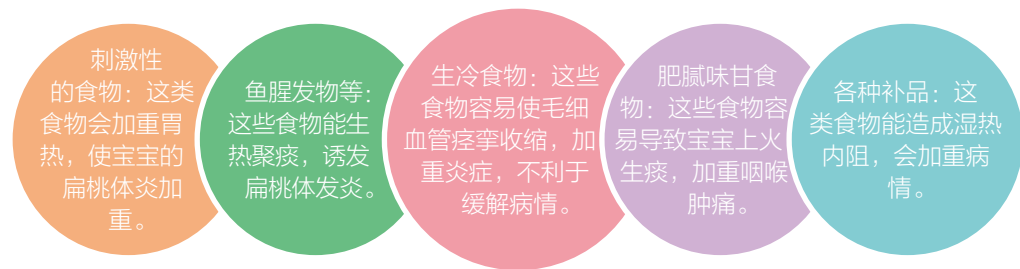 刺激性
的食物：这类
食物会加重胃
热，使宝宝的
扁桃体炎加
重。
鱼腥发物等：
这些食物能生
热聚痰，诱发
扁桃体发炎。
生冷食物：这些
食物容易使毛细
血管痉挛收缩，加
重炎症，不利于
缓解病情。
肥腻味甘食
物：这些食物容
易导致宝宝上火
生痰，加重咽喉
肿痛。
各种补品：这
类食物能造成湿热
内阻，会加重病
情。